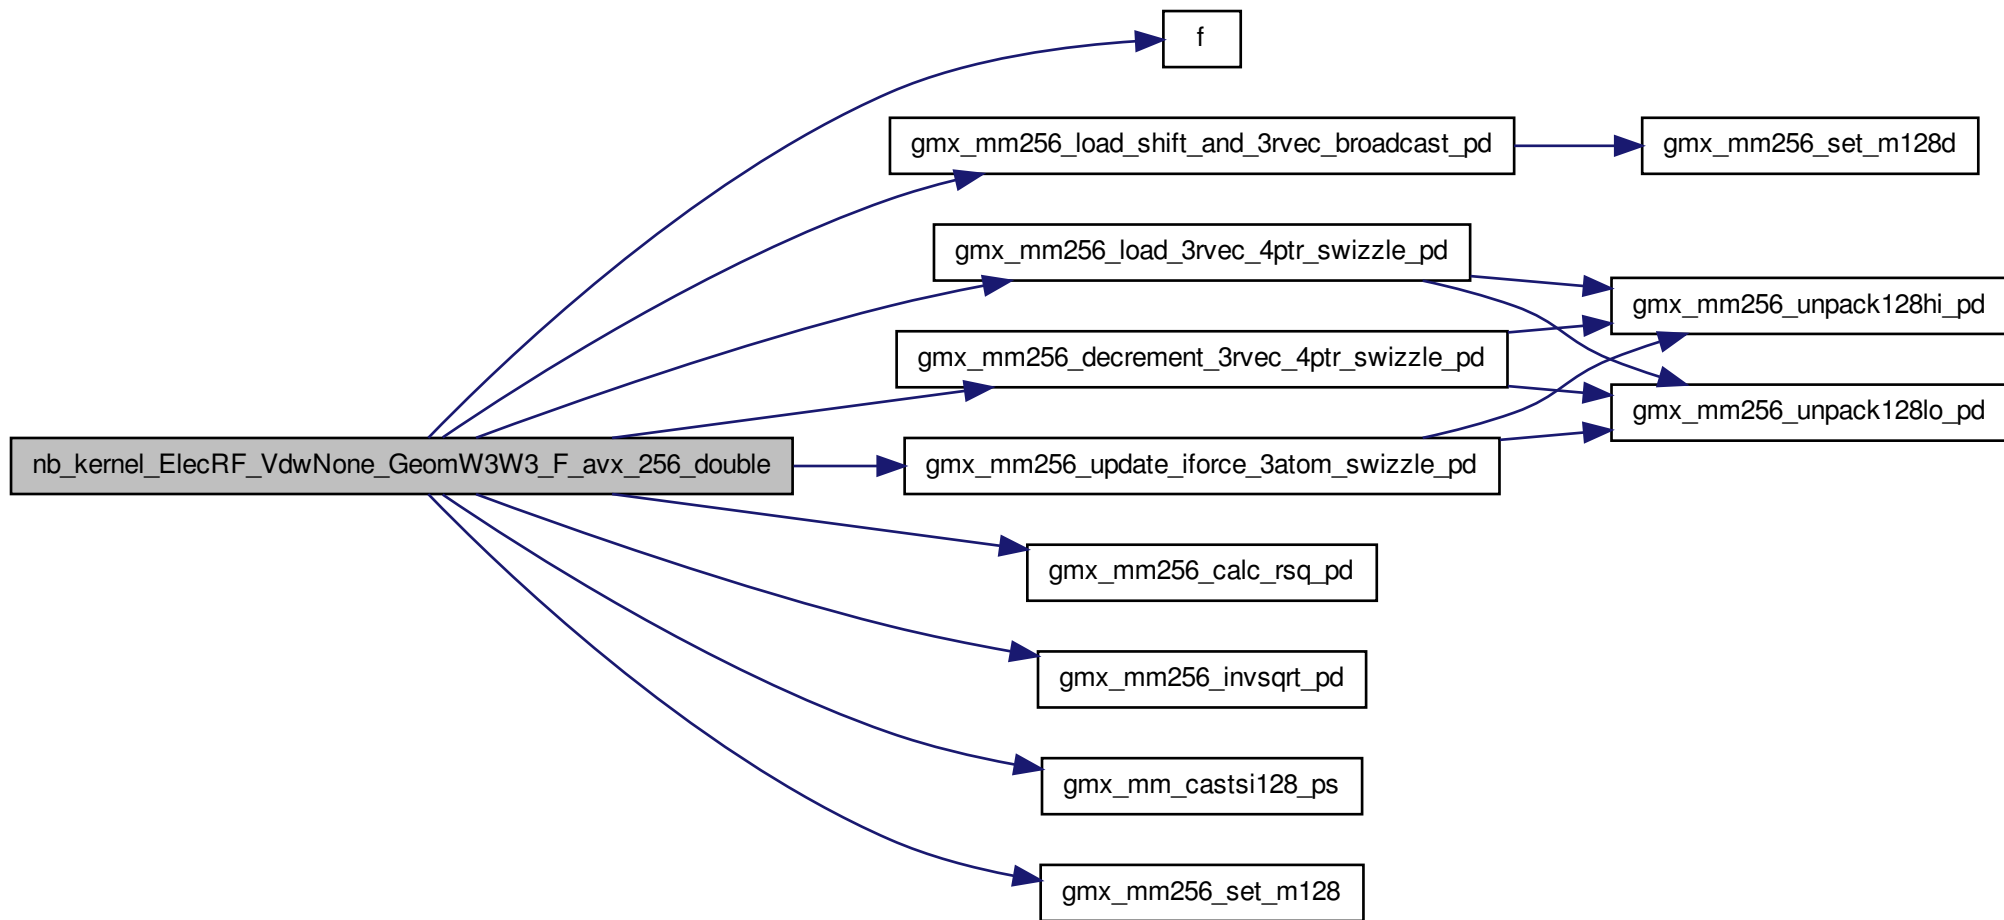 f
gmx_mm256_load_shift_and_3rvec_broadcast_pd
gmx_mm256_set_m128d
gmx_mm256_load_3rvec_4ptr_swizzle_pd
gmx_mm256_unpack128hi_pd
gmx_mm256_decrement_3rvec_4ptr_swizzle_pd
gmx_mm256_unpack128lo_pd
nb_kernel_ElecRF_VdwNone_GeomW3W3_F_avx_256_double
gmx_mm256_update_iforce_3atom_swizzle_pd
gmx_mm256_calc_rsq_pd
gmx_mm256_invsqrt_pd
gmx_mm_castsi128_ps
gmx_mm256_set_m128